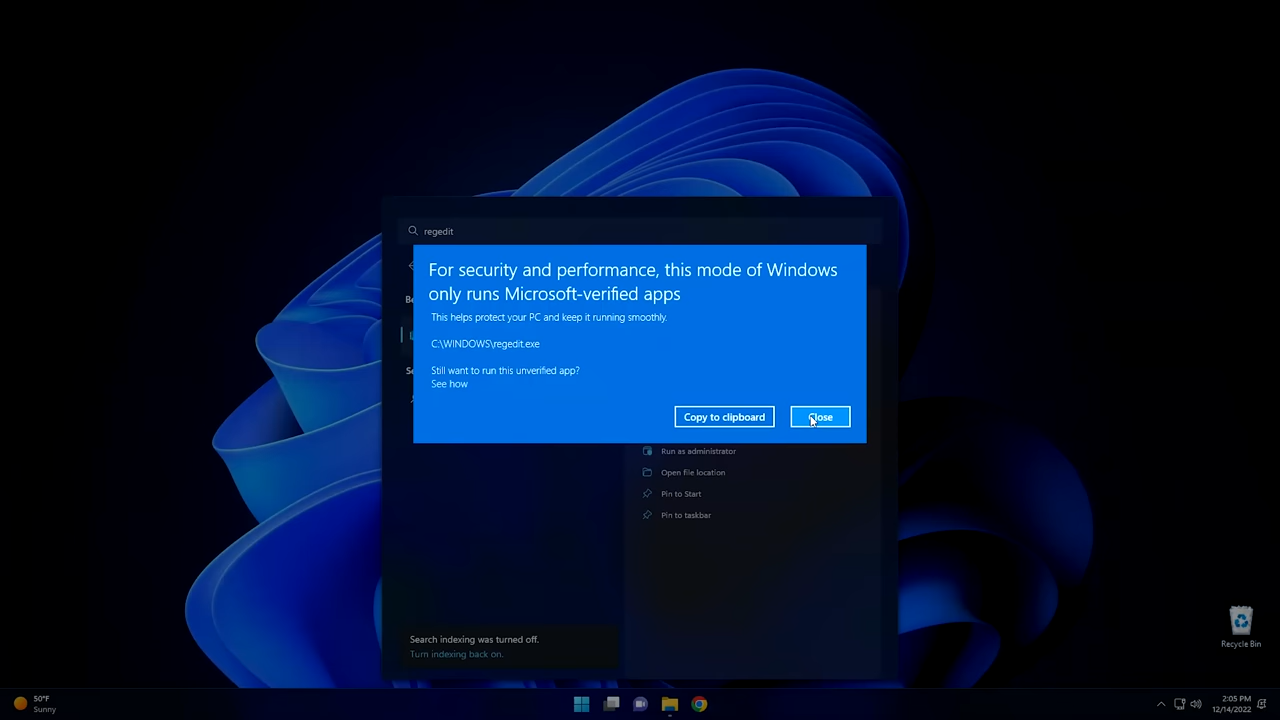 regedit
For security and performance, this mode of Windows
only runs Microsoft-verified apps
This helps protect your PC and keep it running smoothly.
C:\WINDOWS\regedit.exe
Still want to run this unverified app?
See how
Copy to clipboard
Close
Be
Se
Run as administrator
Open file location
Pin to Start
Pin to taskbar
Search indexing was turned off.
Turn indexing back on.
Recycle Bin
50°F
Sunny
2:05 PM
12/14/2022